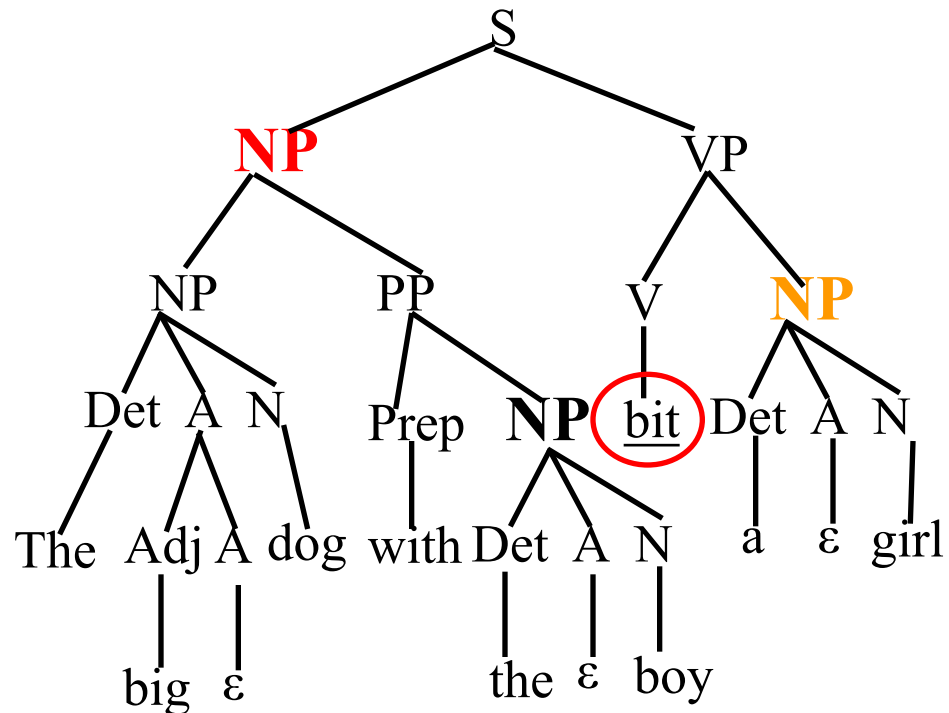 S
NP VP
NP PP V NP
Det A N Prep NP bit Det A N
The Adj A dog with Det A N a ε girl
big ε the ε boy